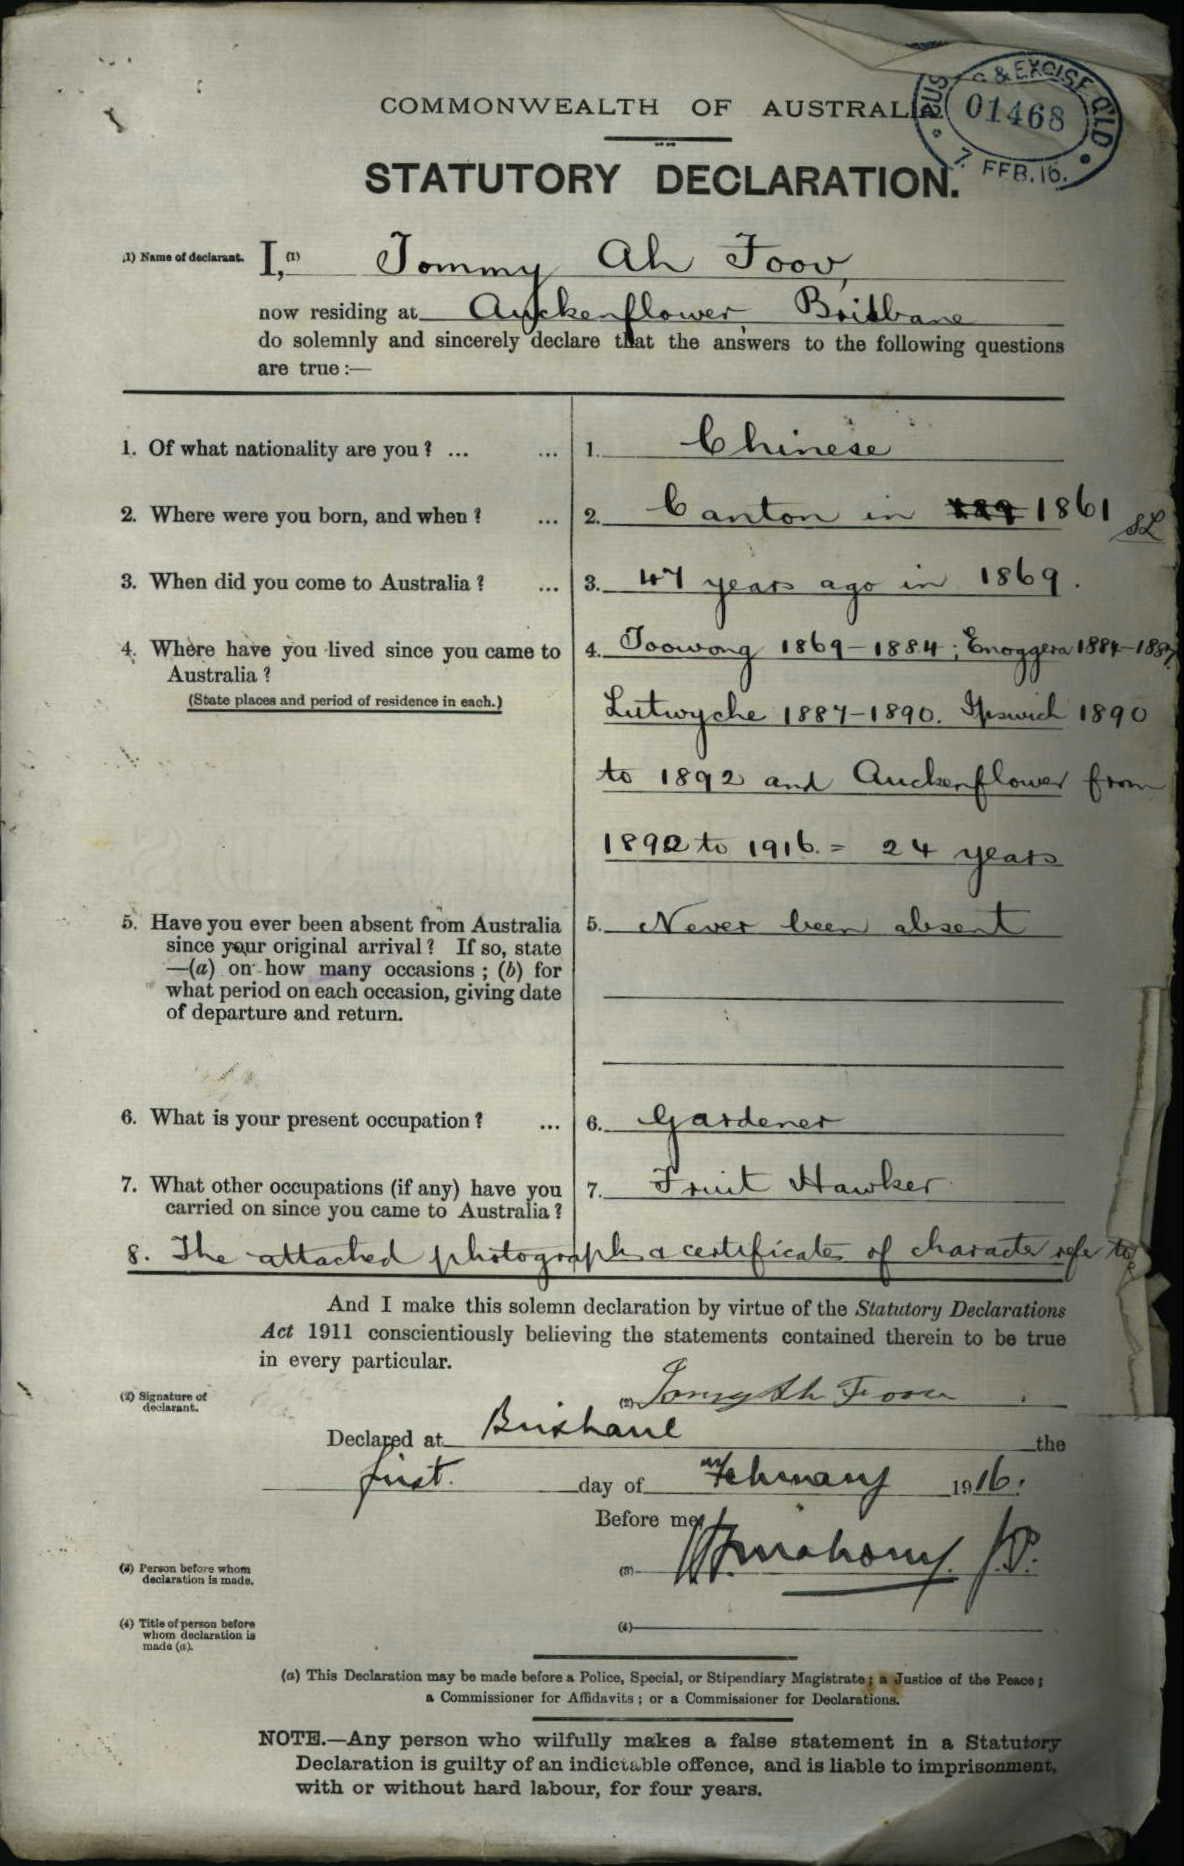 COMMONWEALTH OF AUSTRALIA.
& EXCISE QLD
01468
7. FEB. 16.
STATUTORY DECLARATION.
(1) Name of declarant.
I, (1) Tommy Ah Foov,
now residing at Auckenflower, Brisbane
do solemnly and sincerely declare that the answers to the following questions
are true:—
1. Of what nationality are you? ... ... 1. Chinese
2. Where were you born, and when? ... 2. Canton in 1861
3. When did you come to Australia? ... 3. 47 years ago in 1869.
4. Where have you lived since you came to 4. Toowong 1869-1884; Enoggera 1884-1887
Australia?
(State places and period of residence in each.)
Lutwyche 1887-1890. Ipswich 1890
to 1892 and Auckenflower from
1892 to 1916. = 24 years
5. Have you ever been absent from Australia 5. Never been absent
since your original arrival? If so, state
—(a) on how many occasions; (b) for
what period on each occasion, giving date
of departure and return.
6. What is your present occupation? ... 6. Gardener
7. What other occupations (if any) have you 7. Fruit Hawker
carried on since you came to Australia?
8. The attached photograph & certificates of character refer to
And I make this solemn declaration by virtue of the Statutory Declarations
Act 1911 conscientiously believing the statements contained therein to be true
in every particular.
(2) Signature of
declarant.
(2)
Declared at Brisbane the
first. day of February 1916.
Before me,
(3) Person before whom
declaration is made.
(3) J.P.
(4) Title of person before
whom declaration is
made (a).
(4)
(a) This Declaration may be made before a Police, Special, or Stipendiary Magistrate; a Justice of the Peace;
a Commissioner for Affidavits; or a Commissioner for Declarations.
NOTE.—Any person who wilfully makes a false statement in a Statutory
Declaration is guilty of an indictable offence, and is liable to imprisonment,
with or without hard labour, for four years.